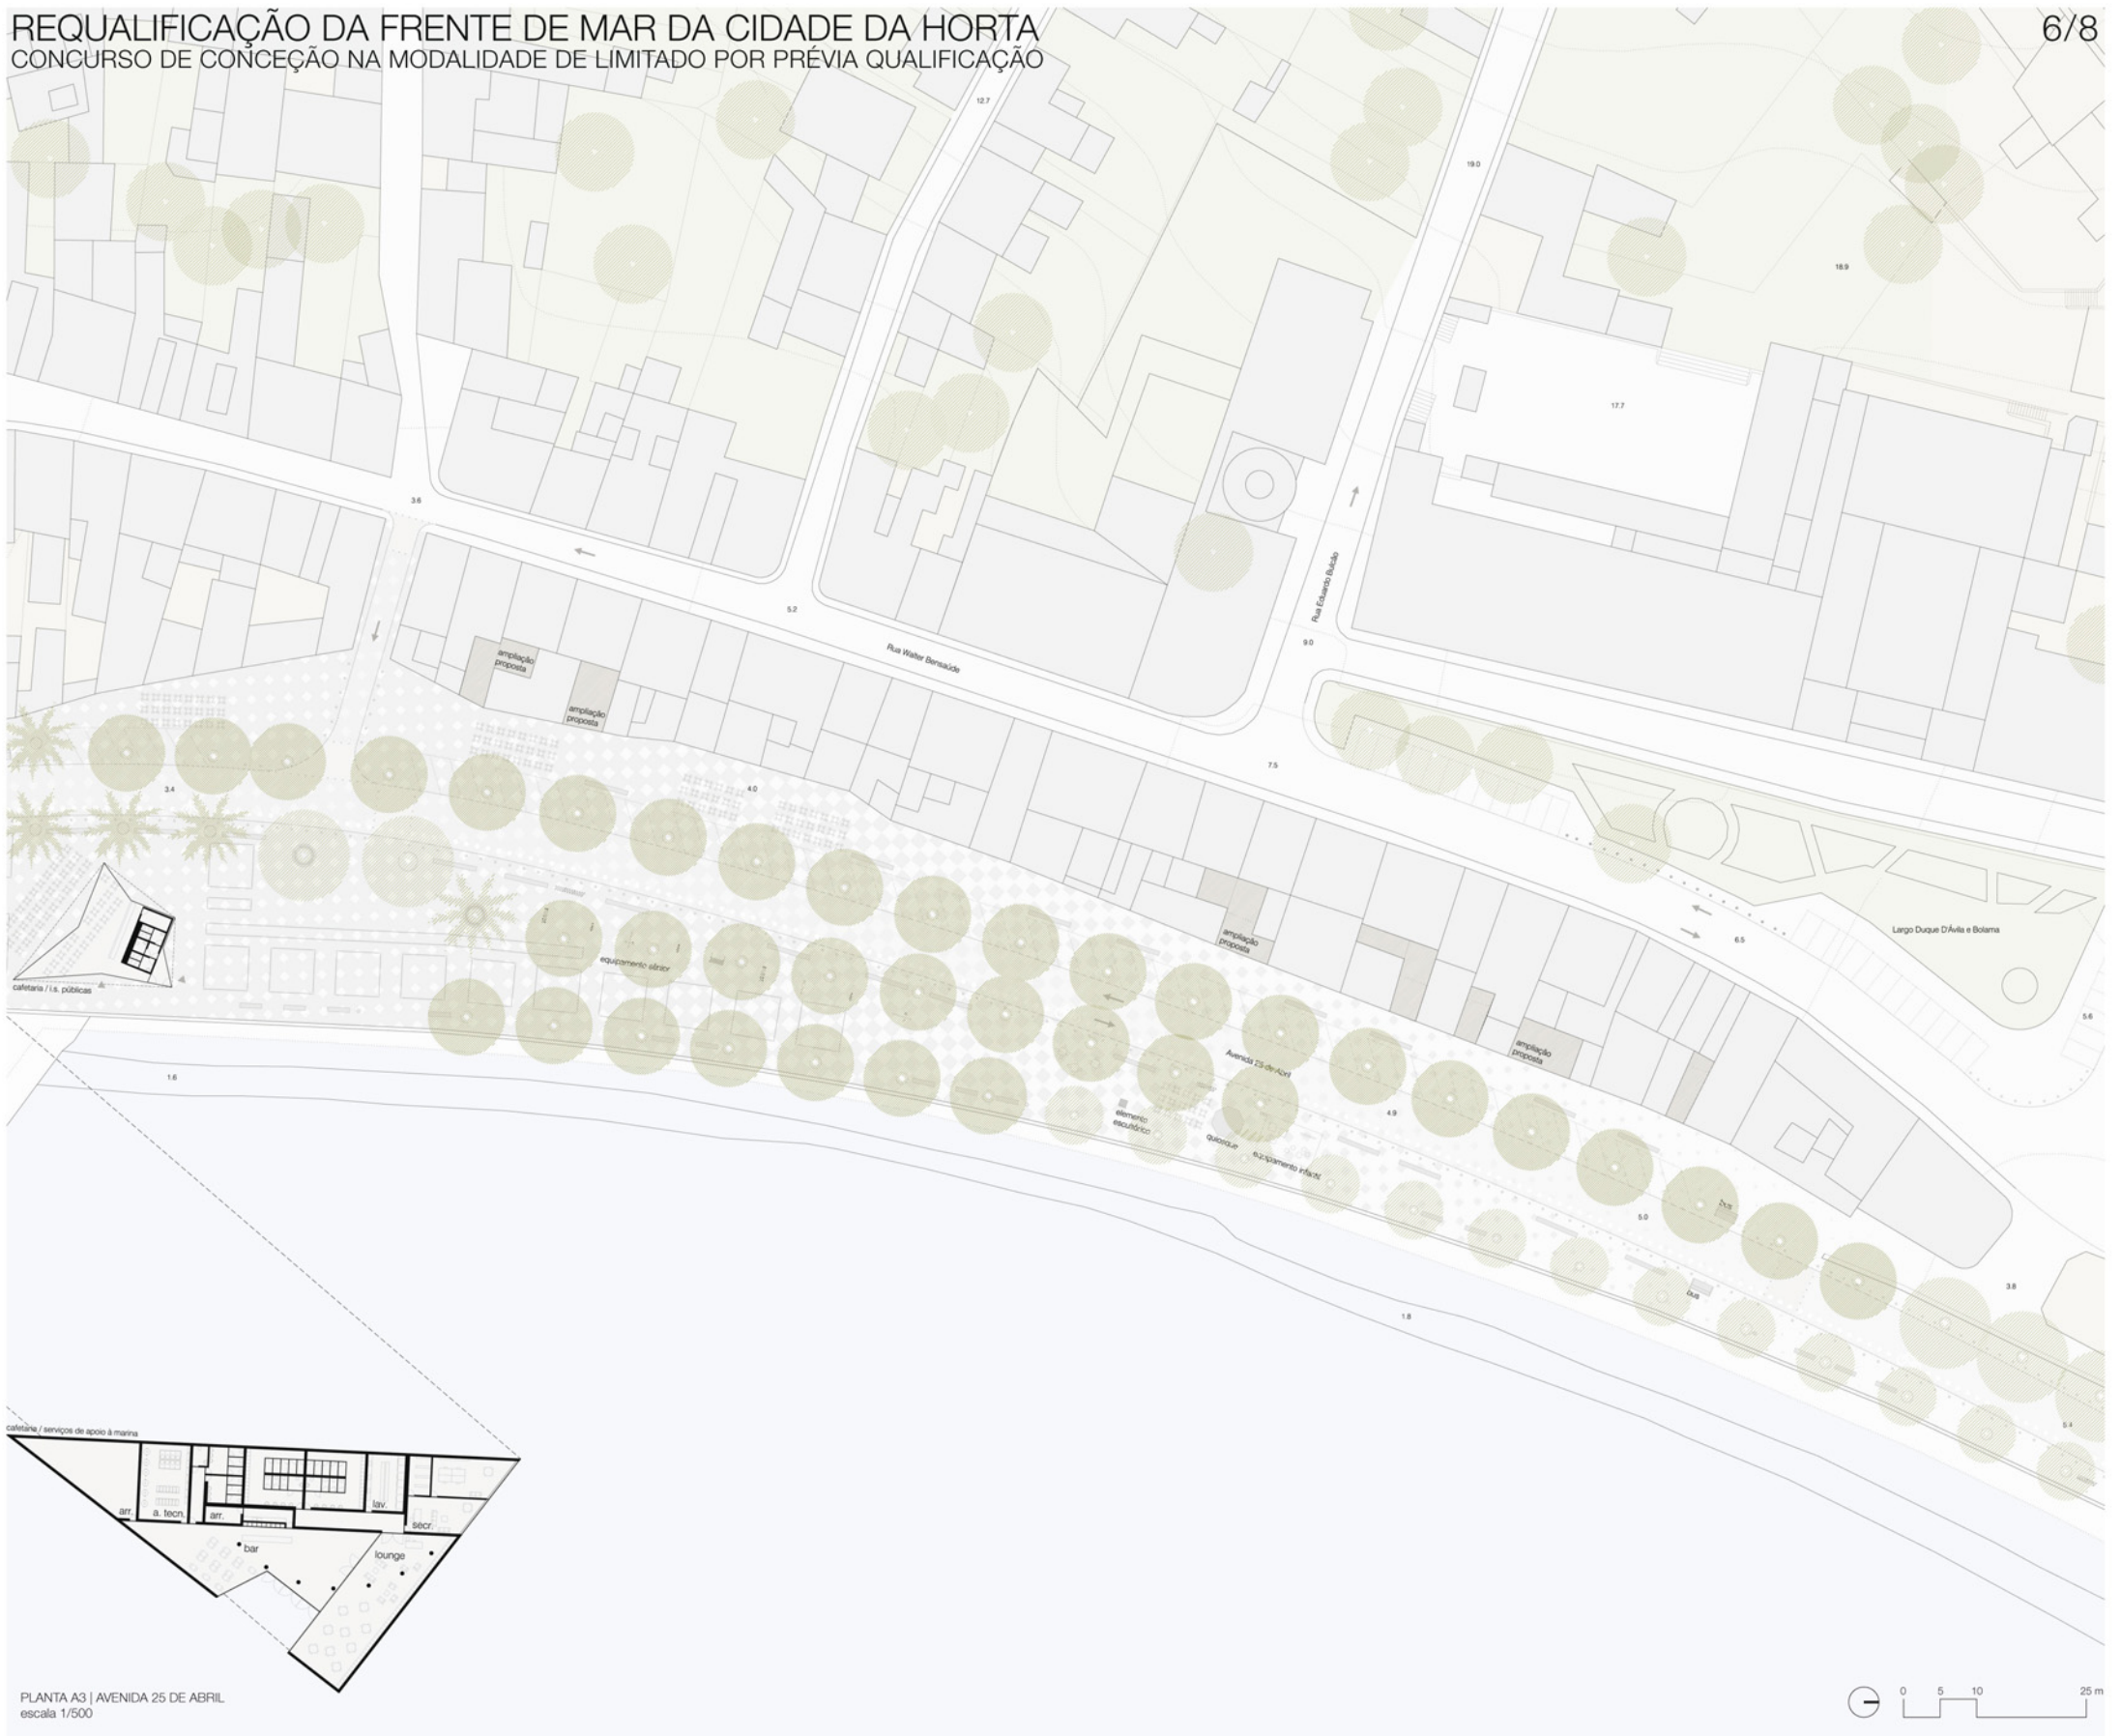 REQUALIFICAÇÃO DA FRENTE DE MAR DA CIDADE DA HORTA
6/8
CONCURSO DE CONCEÇÃO NA MODALIDADE DE LIMITADO POR PRÉVIA QUALIFICAÇÃO
12.7
19.0
18.9
17.7
3.6
5.2
Rua Walter Bensaúde
Rua Eduardo Bulcão
9.0
ampliação
proposta
ampliação
proposta
7.5
3.4
4.0
Largo Duque D'Ávila e Bolama
6.5
ampliação
proposta
equipamento sénior
cafetaria / i.s. públicas
5.6
ampliação
proposta
Avenida 25 de Abril
1.6
4.9
elemento
escultórico
quiosque
equipamento infantil
bus
5.0
bus
3.8
1.8
5.4
cafetaria / serviços de apoio à marina
arr.
a. tecn.
arr.
lav.
secr.
bar
lounge
PLANTA A3 | AVENIDA 25 DE ABRIL
escala 1/500
0 5 10 25 m